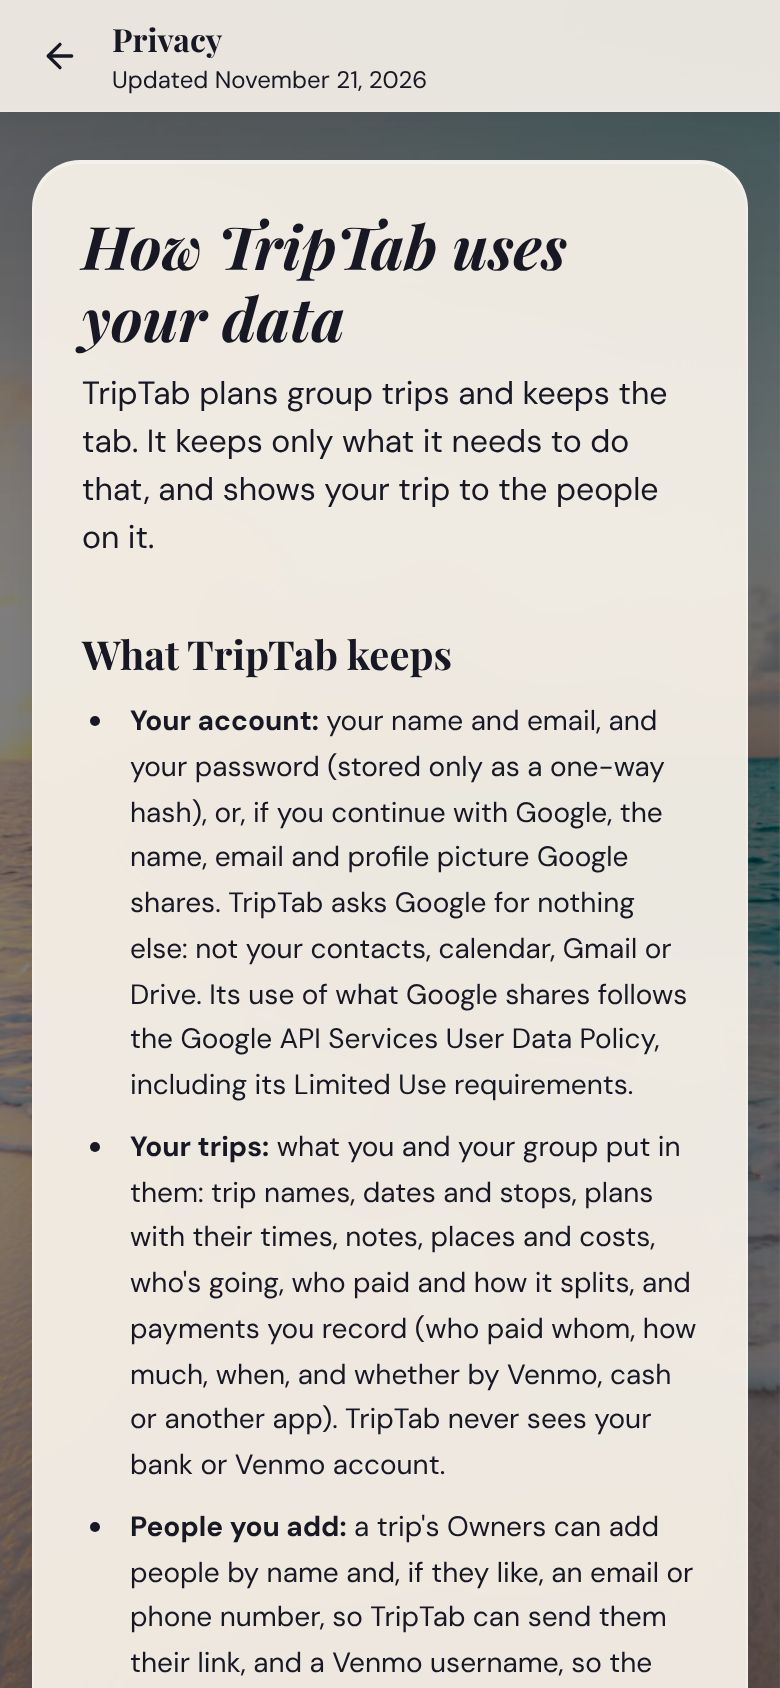 Privacy
Updated November 21, 2026
How TripTab uses
your data
TripTab plans group trips and keeps the
tab. It keeps only what it needs to do
that, and shows your trip to the people
on it.
What TripTab keeps
• Your account: your name and email, and
your password (stored only as a one-way
hash), or, if you continue with Google, the
name, email and profile picture Google
shares. TripTab asks Google for nothing
else: not your contacts, calendar, Gmail or
Drive. Its use of what Google shares follows
the Google API Services User Data Policy,
including its Limited Use requirements.
• Your trips: what you and your group put in
them: trip names, dates and stops, plans
with their times, notes, places and costs,
who's going, who paid and how it splits, and
payments you record (who paid whom, how
much, when, and whether by Venmo, cash
or another app). TripTab never sees your
bank or Venmo account.
• People you add: a trip's Owners can add
people by name and, if they like, an email or
phone number, so TripTab can send them
their link, and a Venmo username, so the